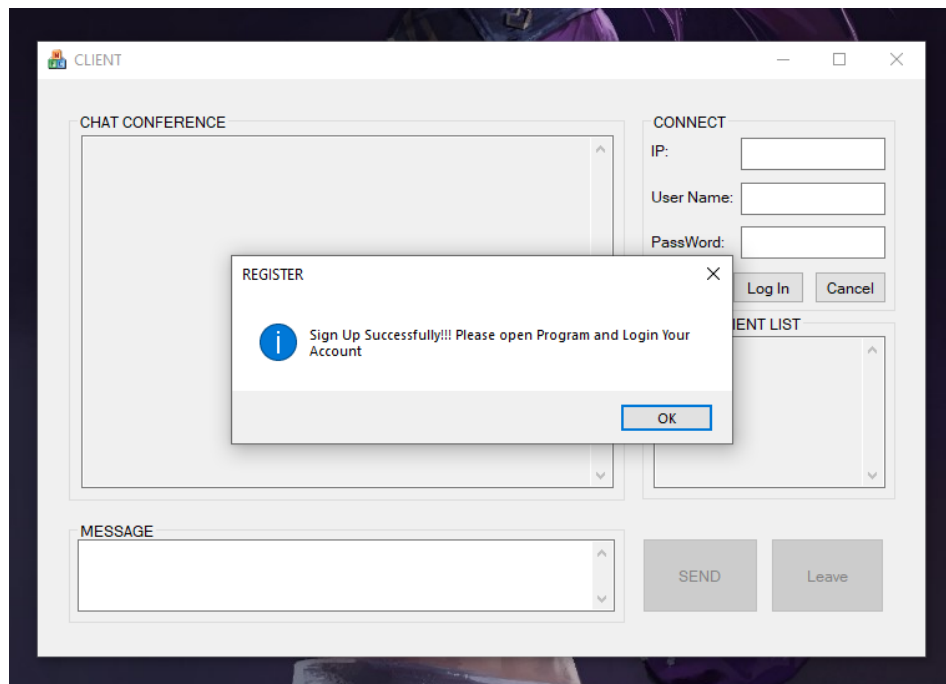 CLIENT
CHAT CONFERENCE
CONNECT
IP:
User Name:
PassWord:
Log In
Cancel
REGISTER
Sign Up Successfully!!! Please open Program and Login Your
Account
OK
LIST
MESSAGE
SEND
Leave